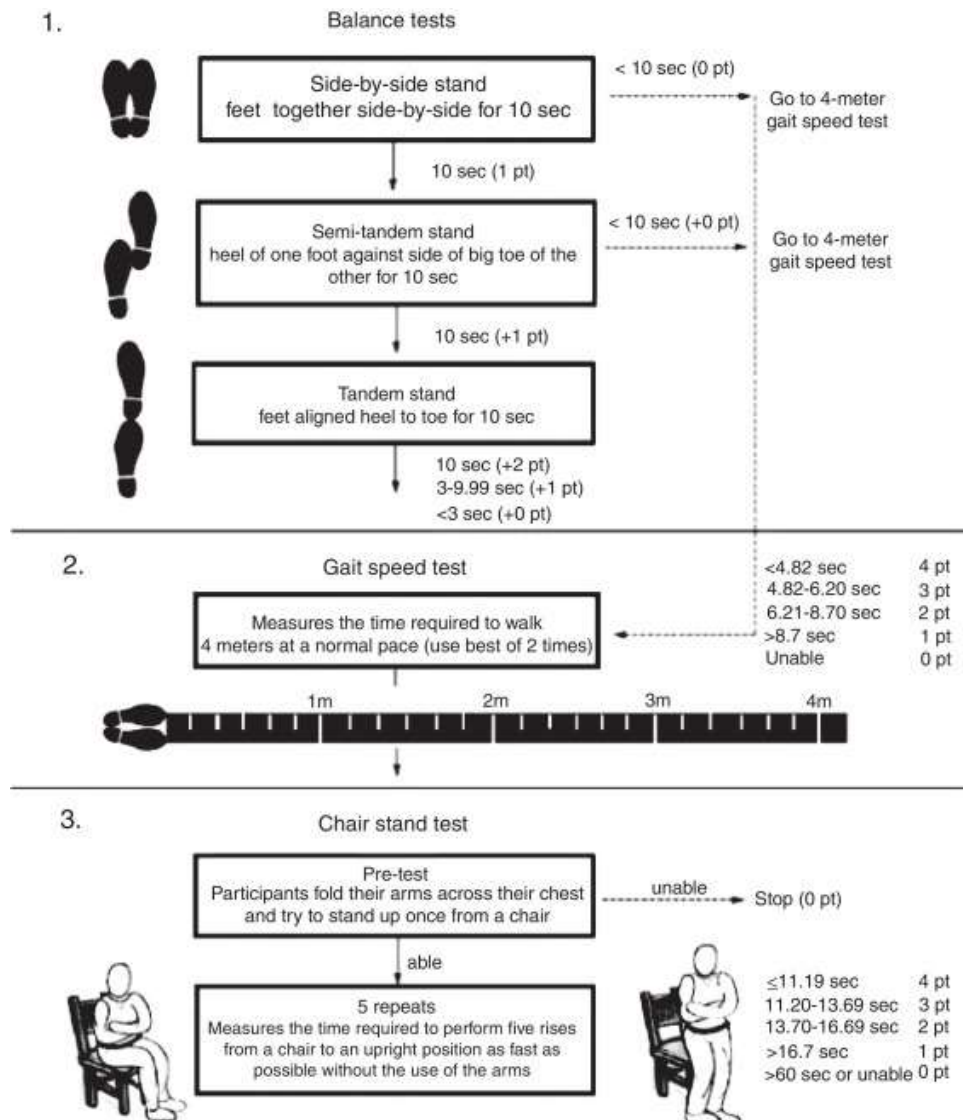 1.
Balance tests
Side-by-side stand
feet together side-by-side for 10 sec
< 10 sec (0 pt)
Go to 4-meter
gait speed test
10 sec (1 pt)
Semi-tandem stand
heel of one foot against side of big toe of the
other for 10 sec
< 10 sec (+0 pt)
Go to 4-meter
gait speed test
10 sec (+1 pt)
Tandem stand
feet aligned heel to toe for 10 sec
10 sec (+2 pt)
3-9.99 sec (+1 pt)
<3 sec (+0 pt)
2.
Gait speed test
Measures the time required to walk
4 meters at a normal pace (use best of 2 times)
<4.82 sec 4 pt
4.82-6.20 sec 3 pt
6.21-8.70 sec 2 pt
>8.7 sec 1 pt
Unable 0 pt
1m 2m 3m 4m
3.
Chair stand test
Pre-test
Participants fold their arms across their chest
and try to stand up once from a chair
unable
Stop (0 pt)
able
5 repeats
Measures the time required to perform five rises
from a chair to an upright position as fast as
possible without the use of the arms
≤11.19 sec 4 pt
11.20-13.69 sec 3 pt
13.70-16.69 sec 2 pt
>16.7 sec 1 pt
>60 sec or unable 0 pt